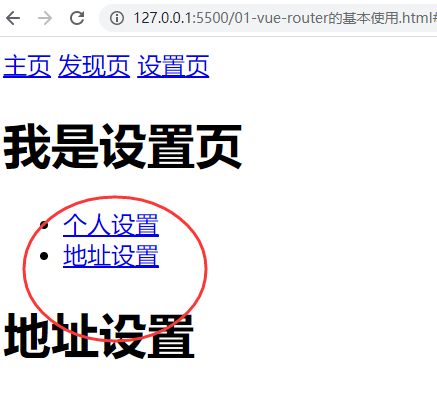 127.0.0.1:5500/01-vue-router的基本使用.html#
主页 发现页 设置页
我是设置页
个人设置
地址设置
地址设置